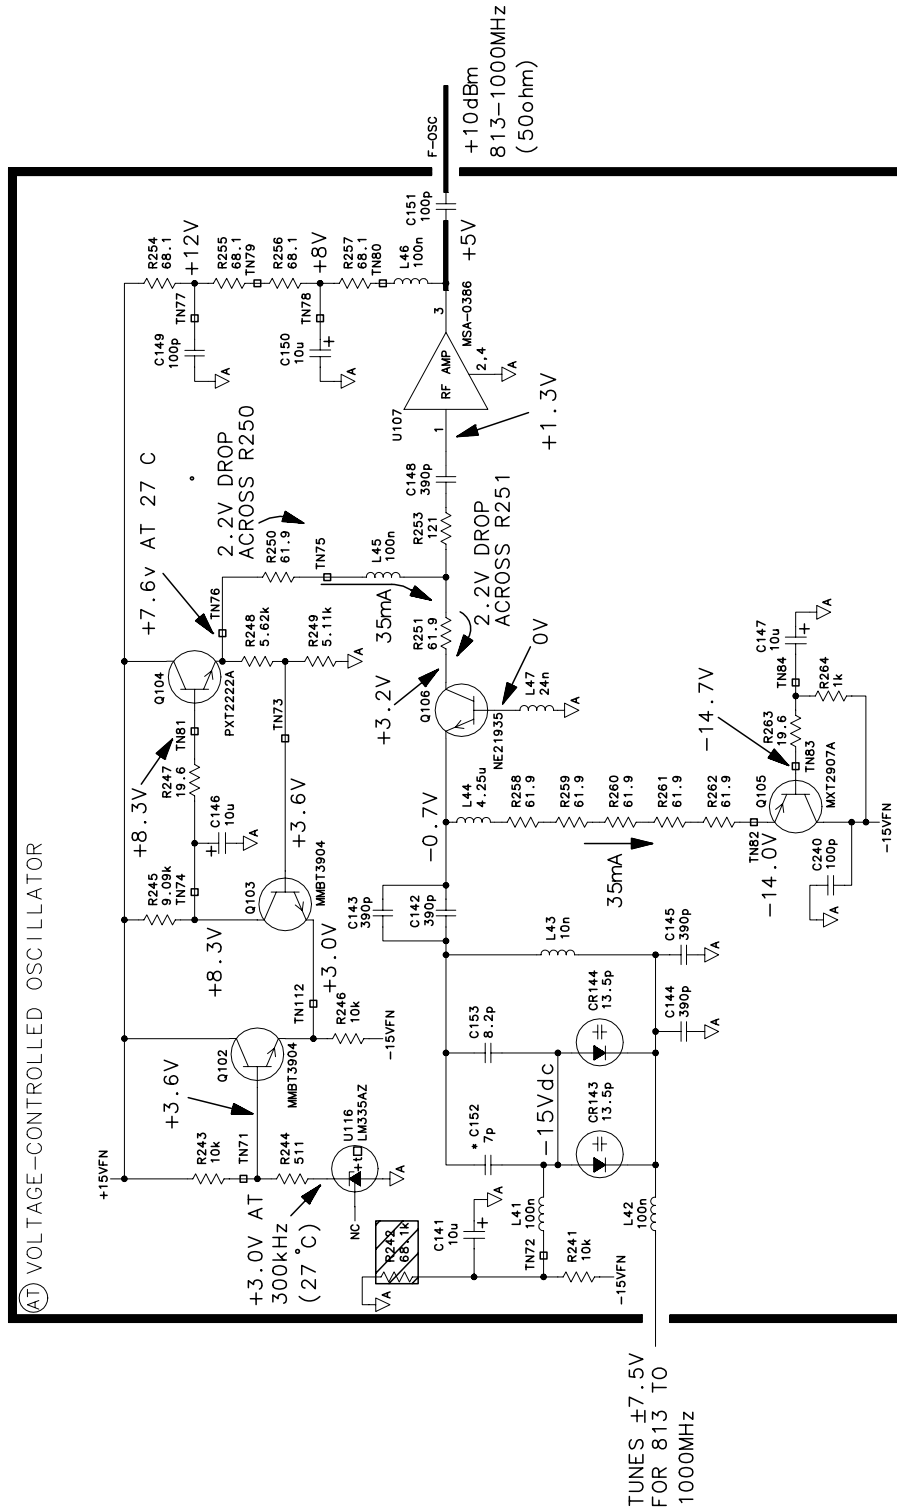 AT VOLTAGE-CONTROLLED OSCILLATOR
+15VFN
R243
10k
TN71
R244
511
U116
LM335AZ
+t
NC
A
+3.0V AT
300kHz
(27°C)
+3.6V
Q102
MMBT3904
TN112
R246
10k
-15VFN
R245
9.09k
TN74
+8.3V
Q103
MMBT3904
+3.0V
+3.6V
+8.3V
C146
10u
+
A
R247
19.6
TN81
Q104
PXT2222A
TN73
+7.6v AT 27 C
TN76
R248
5.62k
R249
5.11k
A
2.2V DROP
ACROSS R250
R250
61.9
TN75
L45
100n
35mA
R254
68.1
+12V
TN77
C149
100p
A
R255
68.1
TN79
R256
68.1
+8V
TN78
C150
10u
+
A
R257
68.1
TN80
L46
100n
+5V
C151
100p
F-OSC
+10dBm
813-1000MHz
(50ohm)
3
MSA-0386
RF AMP
2,4
A
U107
1
+1.3V
C148
390p
R253
121
2.2V DROP
ACROSS R251
R251
61.9
+3.2V
Q106
NE21935
0V
L47
24n
A
-0.7V
L44
4.25u
R258
61.9
R259
61.9
R260
61.9
R261
61.9
R262
61.9
35mA
TN82
-14.0V
Q105
MXT2907A
-14.7V
TN83
R263
19.6
TN84
C147
10u
+
A
R264
1k
-15VFN
C240
100p
A
C143
390p
C142
390p
L43
10n
C145
390p
A
C144
390p
A
C153
8.2p
* C152
7p
CR144
13.5p
CR143
13.5p
-15Vdc
L41
100n
TN72
L42
100n
C141
10u
+
A
R242
68.1k
A
R241
10k
-15VFN
TUNES ±7.5V
FOR 813 TO
1000MHz